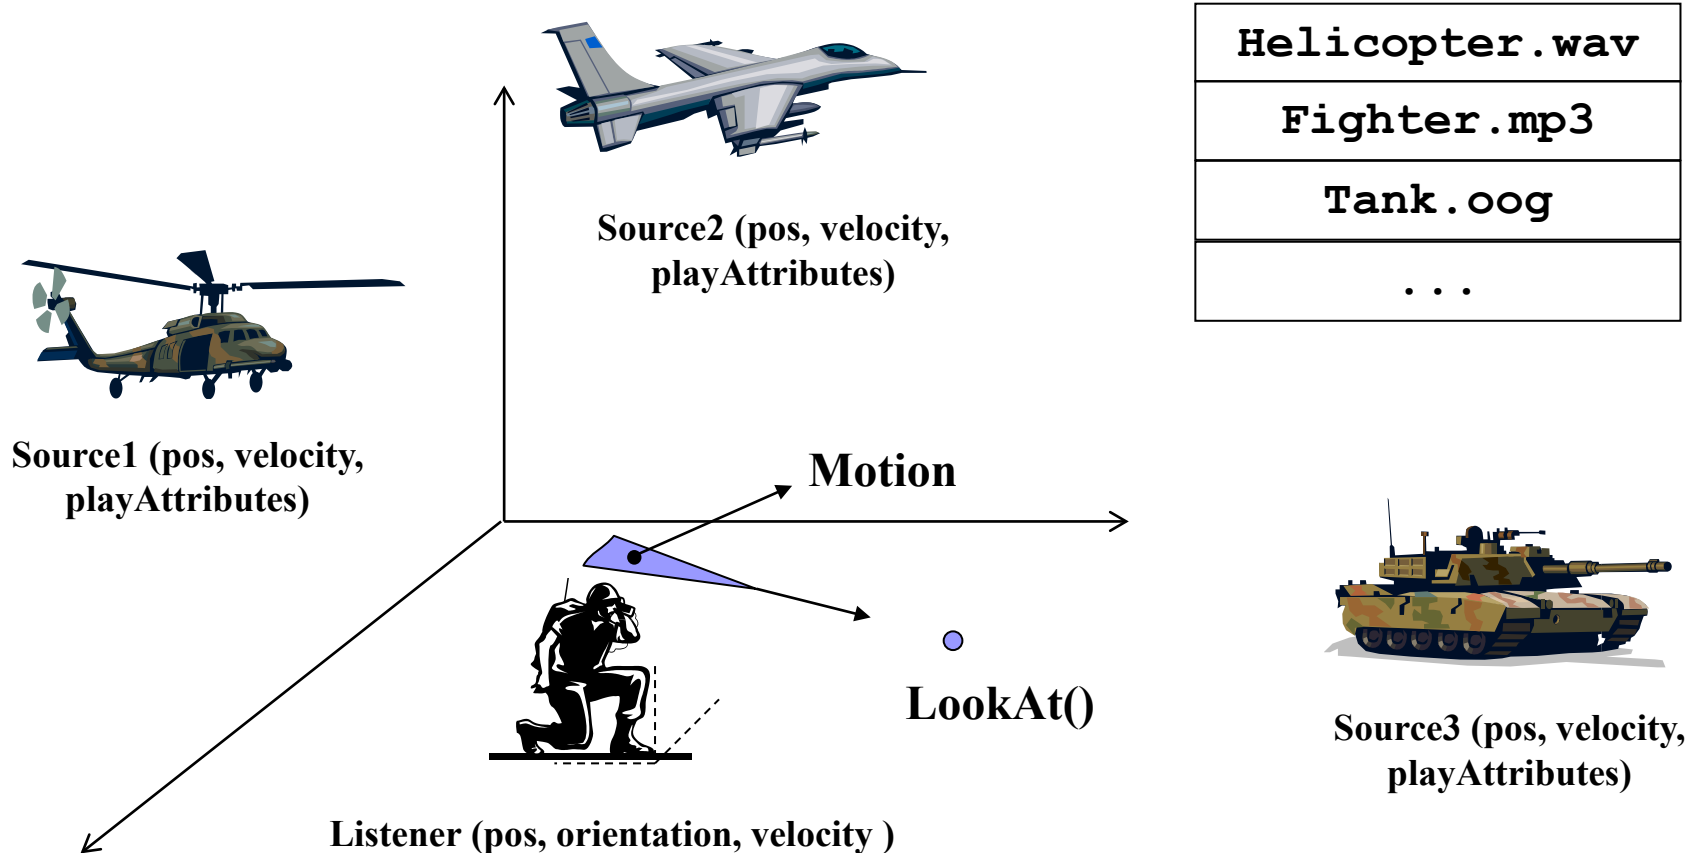 Helicopter.wav
Fighter.mp3
Tank.oog
...
Source2 (pos, velocity,
playAttributes)
Source1 (pos, velocity,
playAttributes)
Motion
LookAt()
Source3 (pos, velocity,
playAttributes)
Listener (pos, orientation, velocity )